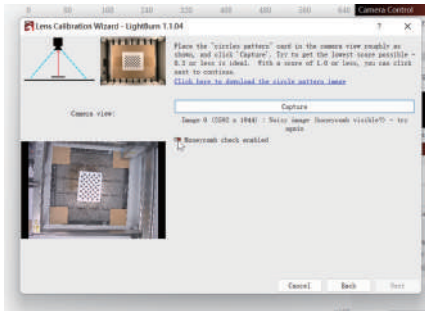 Camera Control
Lens Calibration Wizard - LightBurn 1.1.04
Place the "circles pattern" card in the camera view roughly as
shown, and click 'Capture'. Try to get the lowest score possible -
0.3 or less is ideal. With a score of 1.0 or less, you can click
next to continue.
Click here to download the circle pattern image
Capture
Camera view:
Image 0 (2592 x 1944) : Noisy image (honeycomb visible?) - try
again
Honeycomb check enabled
Cancel
Back
Next